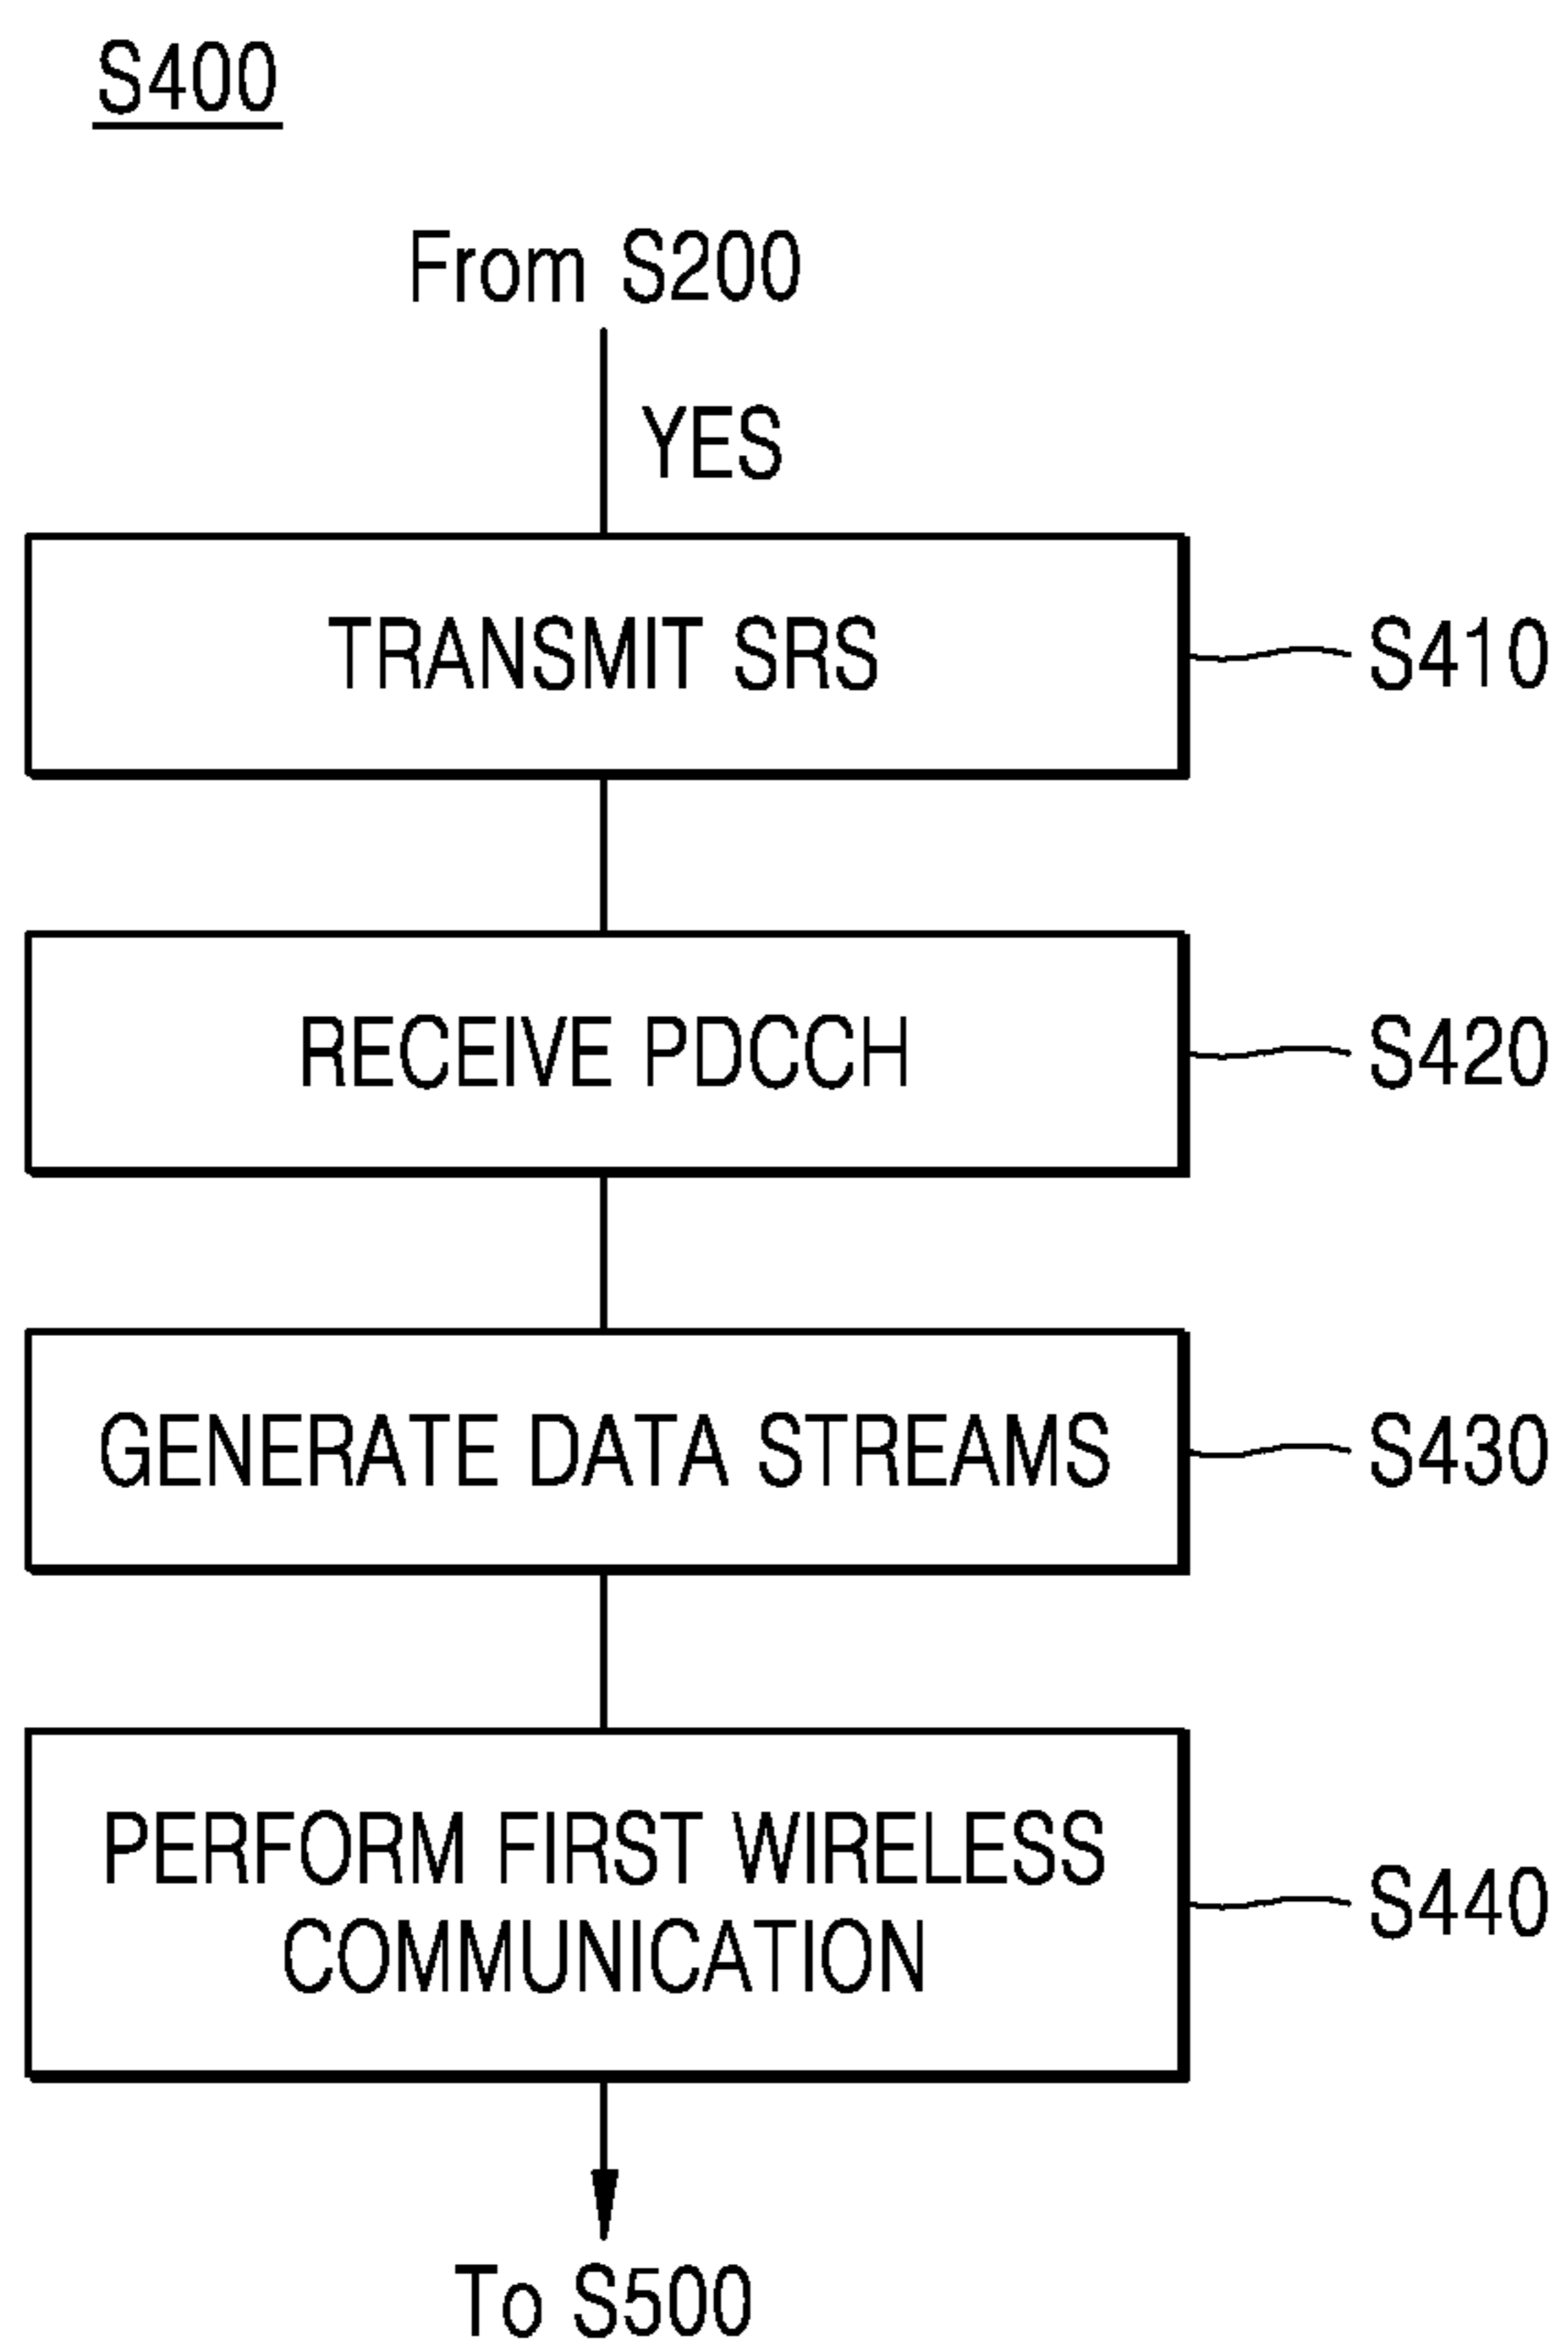 S400
From S200
YES
TRANSMIT SRS
S410
RECEIVE PDCCH
S420
GENERATE DATA STREAMS
S430
PERFORM FIRST WIRELESS
COMMUNICATION
S440
To S500